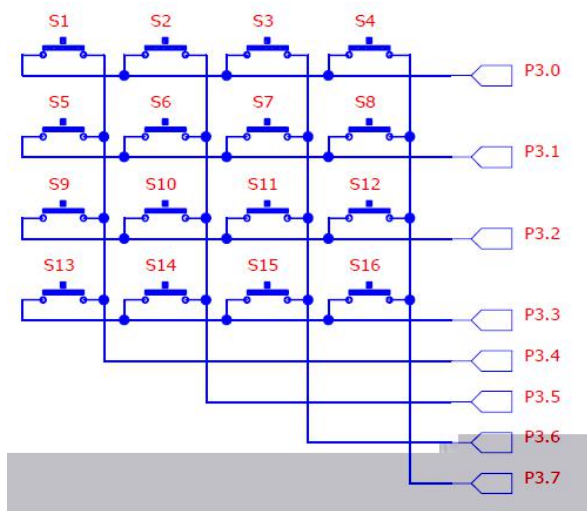 S1 S2 S3 S4
P3.0
S5 S6 S7 S8
P3.1
S9 S10 S11 S12
P3.2
S13 S14 S15 S16
P3.3
P3.4
P3.5
P3.6
P3.7